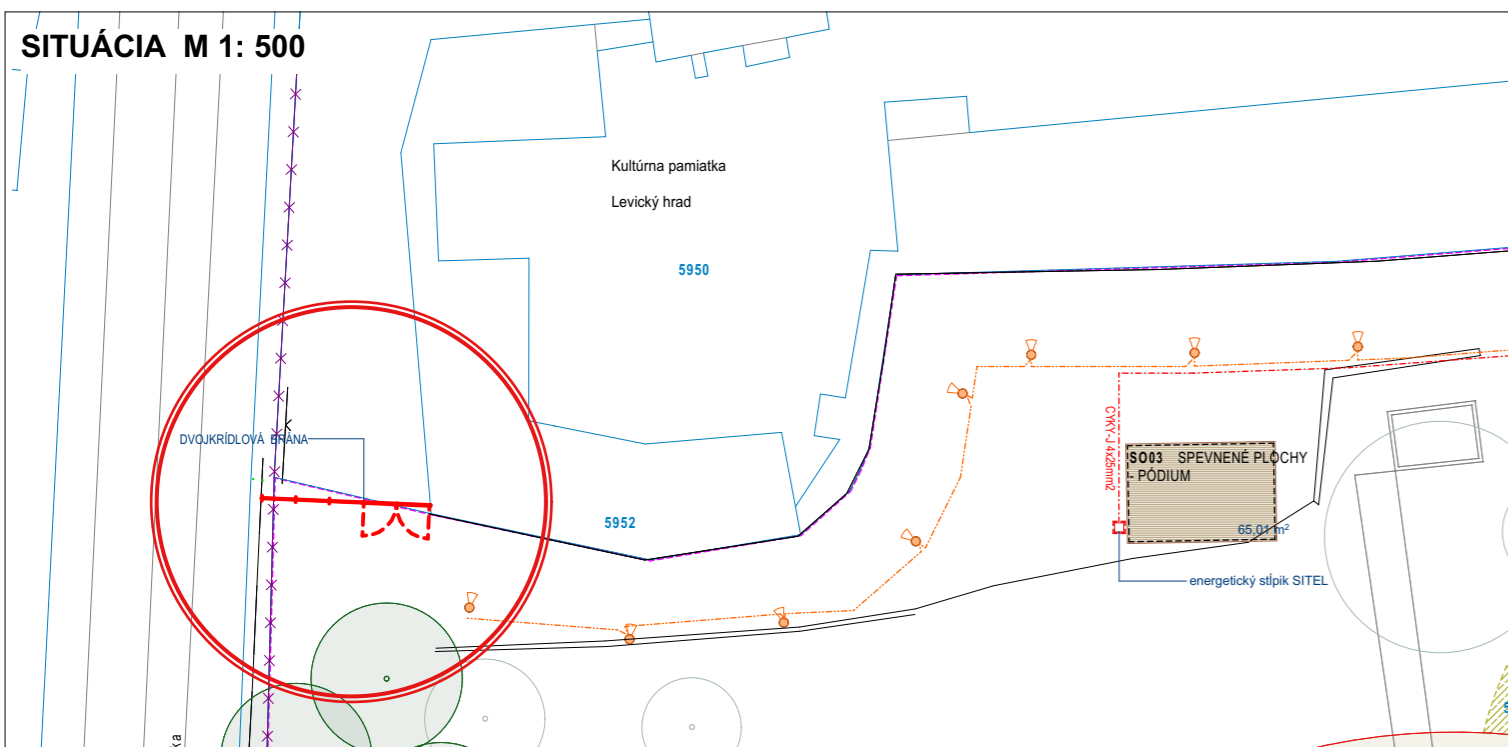 SITUÁCIA M 1: 500
Kultúrna pamiatka
Levický hrad
5950
DVOJKRÍDLOVÁ BRÁNA
5952
CYKY-J 4x25mm2
SO03 SPEVNENÉ PLOCHY
- PÓDIUM
65,01 m²
energetický stĺpik SITEL